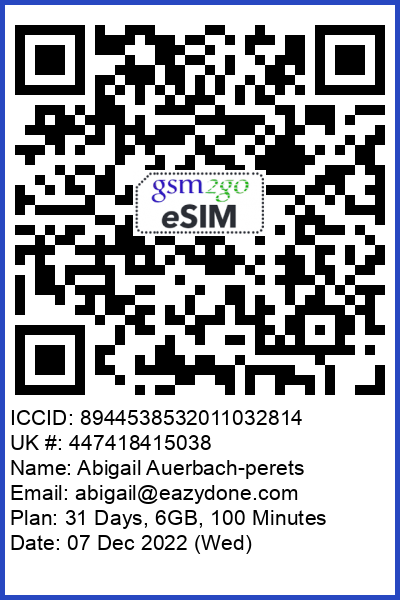 gsm2go
eSIM
ICCID: 8944538532011032814
UK #: 447418415038
Name: Abigail Auerbach-perets
Email: abigail@eazydone.com
Plan: 31 Days, 6GB, 100 Minutes
Date: 07 Dec 2022 (Wed)